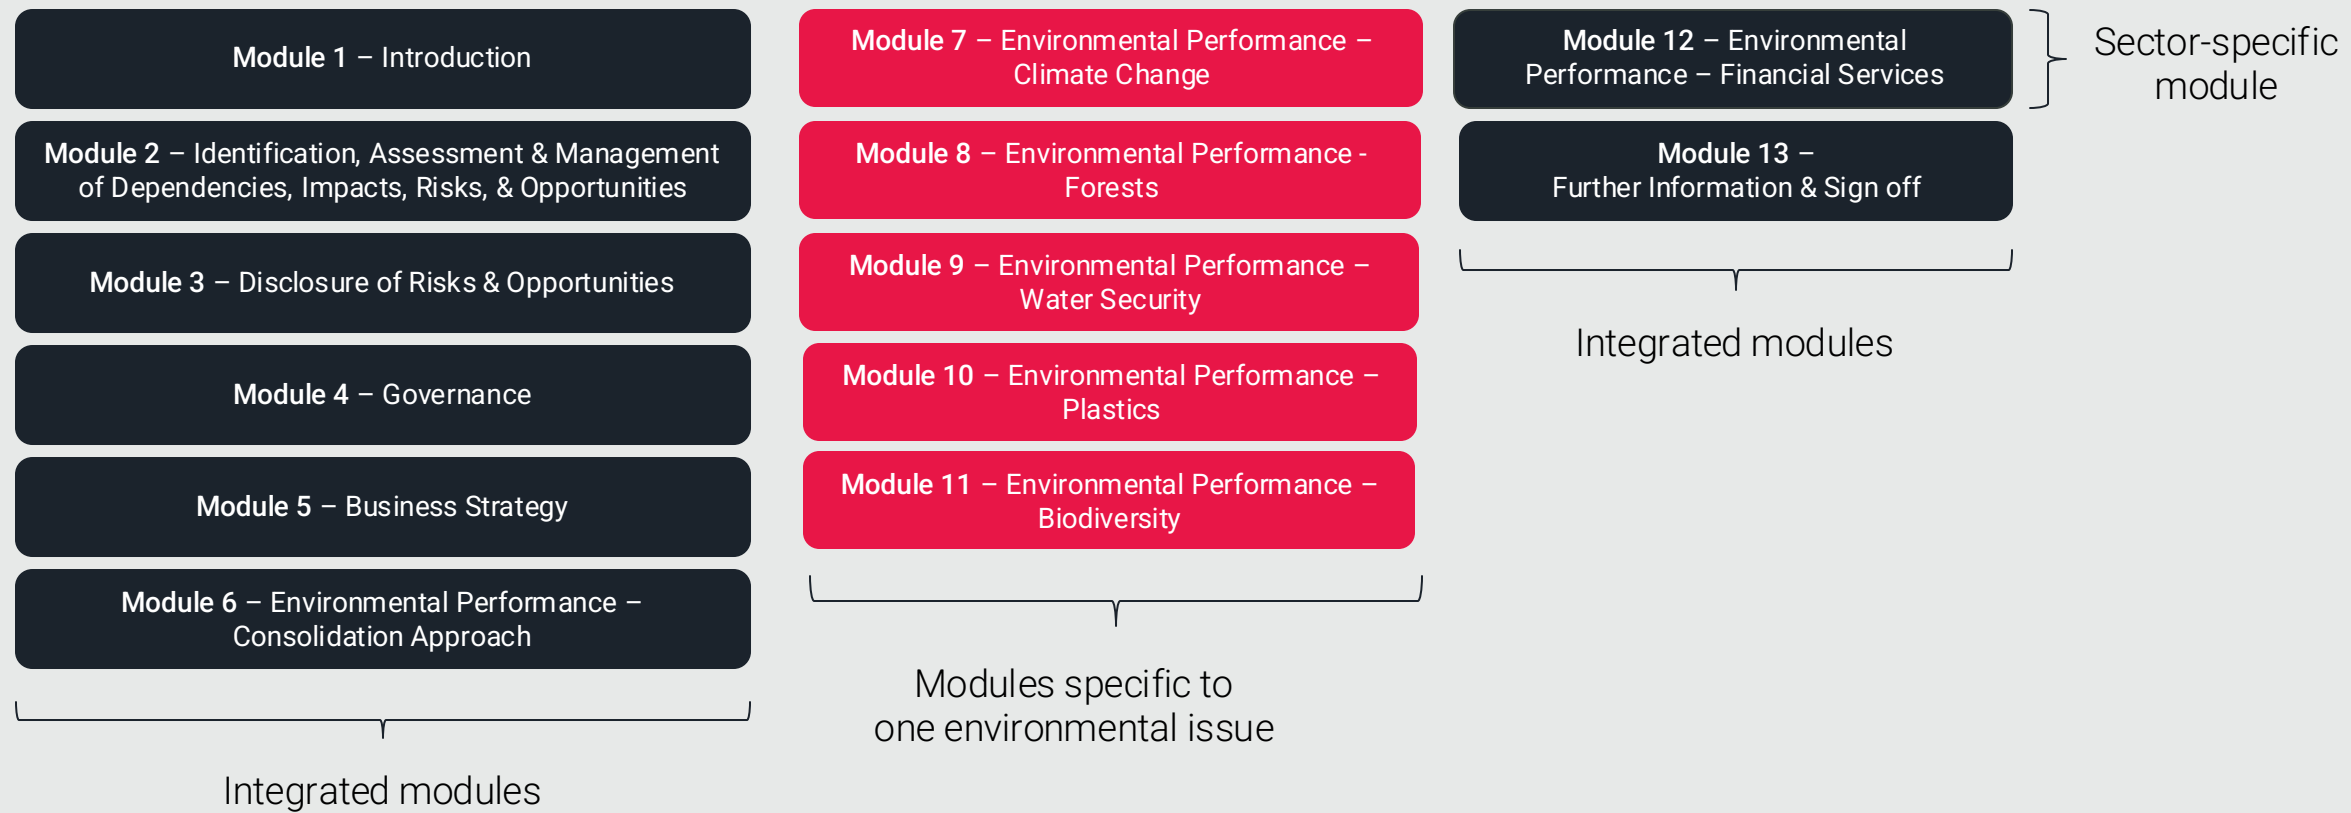 Module 1 – Introduction
Module 2 – Identification, Assessment & Management
of Dependencies, Impacts, Risks, & Opportunities
Module 3 – Disclosure of Risks & Opportunities
Module 4 – Governance
Module 5 – Business Strategy
Module 6 – Environmental Performance –
Consolidation Approach
Integrated modules
Module 7 – Environmental Performance –
Climate Change
Module 8 – Environmental Performance -
Forests
Module 9 – Environmental Performance –
Water Security
Module 10 – Environmental Performance –
Plastics
Module 11 – Environmental Performance –
Biodiversity
Modules specific to
one environmental issue
Module 12 – Environmental
Performance – Financial Services
Module 13 –
Further Information & Sign off
Integrated modules
Sector-specific
module